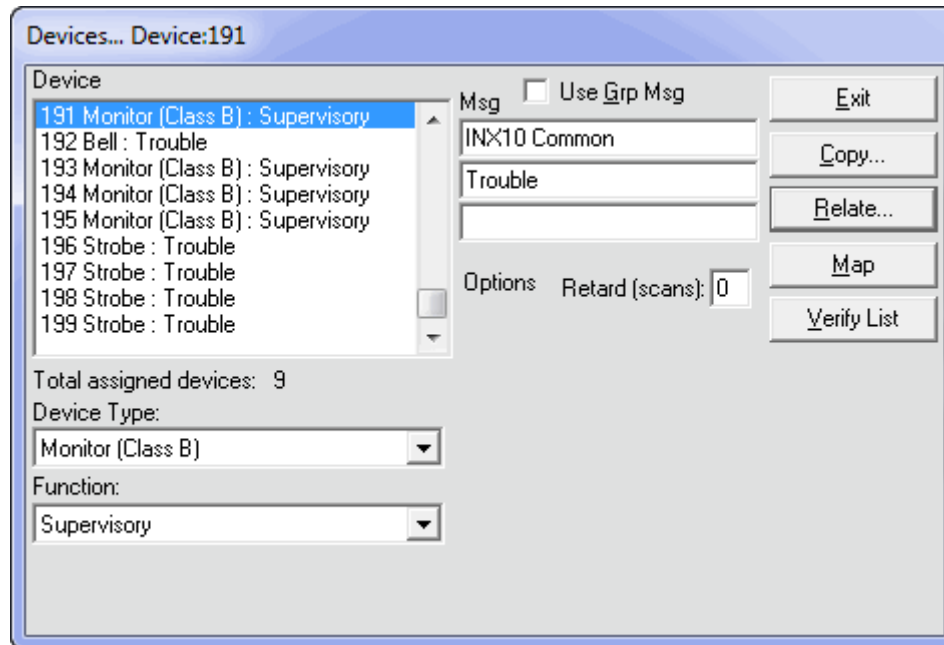 Devices... Device:191
Device
191 Monitor (Class B) : Supervisory
192 Bell : Trouble
193 Monitor (Class B) : Supervisory
194 Monitor (Class B) : Supervisory
195 Monitor (Class B) : Supervisory
196 Strobe : Trouble
197 Strobe : Trouble
198 Strobe : Trouble
199 Strobe : Trouble
Total assigned devices: 9
Device Type:
Monitor (Class B)
Function:
Supervisory
Msg
Use Grp Msg
INX10 Common
Trouble
Options
Retard (scans):
0
Exit
Copy...
Relate...
Map
Verify List